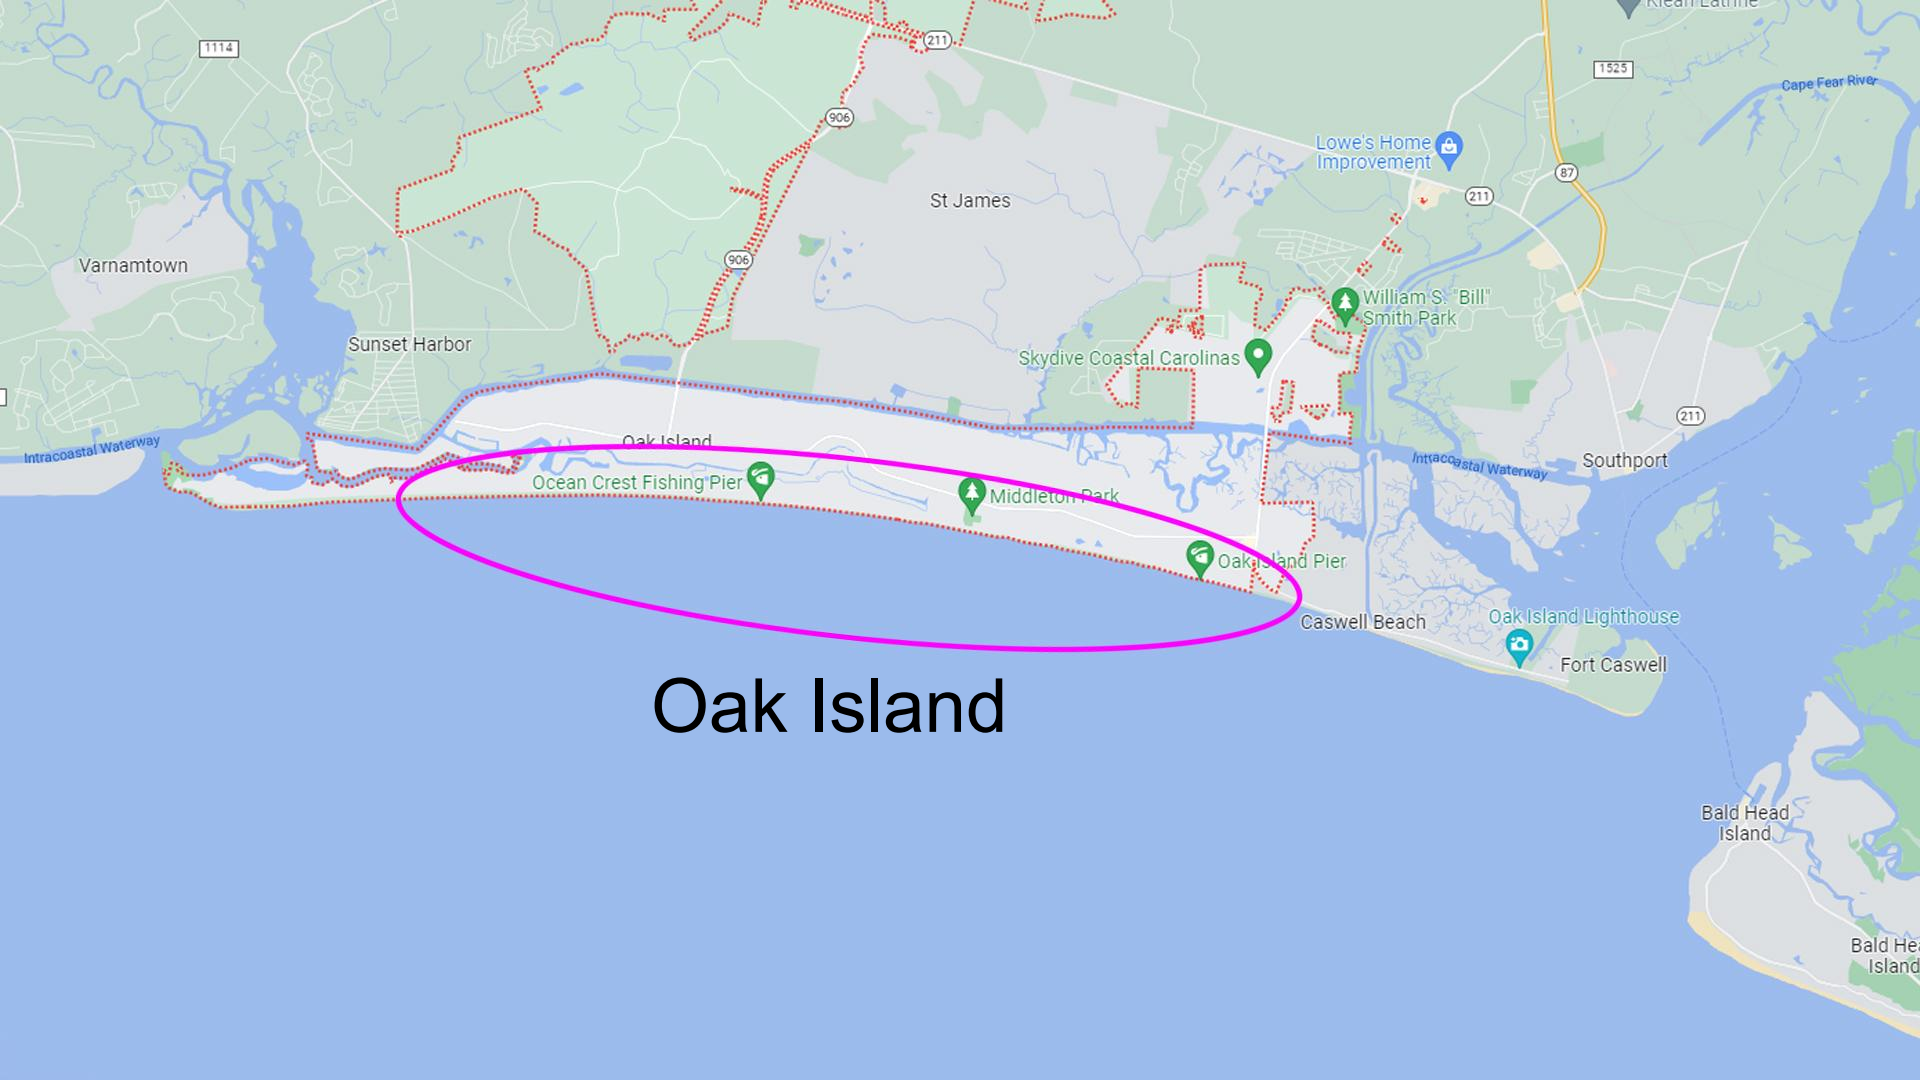 Klean Latrine
1114
211
1525
Cape Fear River
906
Lowe's Home
Improvement
87
211
St James
Varnamtown
906
William S. "Bill"
Smith Park
Sunset Harbor
Skydive Coastal Carolinas
211
Oak Island
Intracoastal Waterway
Intracoastal Waterway
Southport
Ocean Crest Fishing Pier
Middleton Park
Oak Island Pier
Caswell Beach
Oak Island Lighthouse
Fort Caswell
Oak Island
Bald Head
Island
Bald Hea
Island